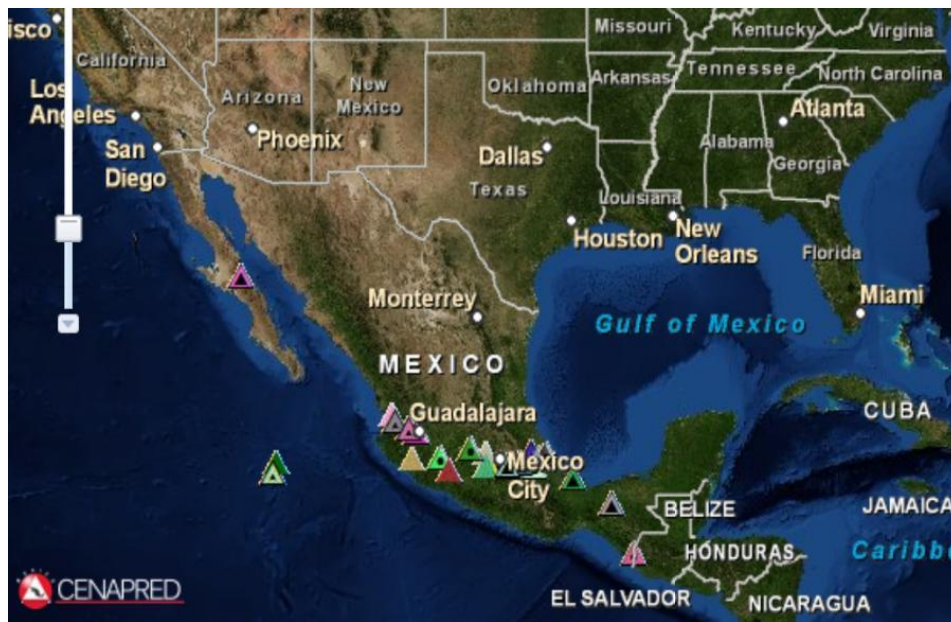 isco
Missouri
Kentucky
Virginia
California
Los
Angeles
Arizona
New
Mexico
Oklahoma
Arkansas
Tennessee
North Carolina
Atlanta
San
Diego
Phoenix
Dallas
Texas
Alabama
Georgia
Louisiana
Houston
New
Orleans
Florida
Miami
Monterrey
Gulf of Mexico
MEXICO
Guadalajara
CUBA
Mexico
City
BELIZE
JAMAICA
HONDURAS
Caribbe
EL SALVADOR
NICARAGUA
CENAPRED